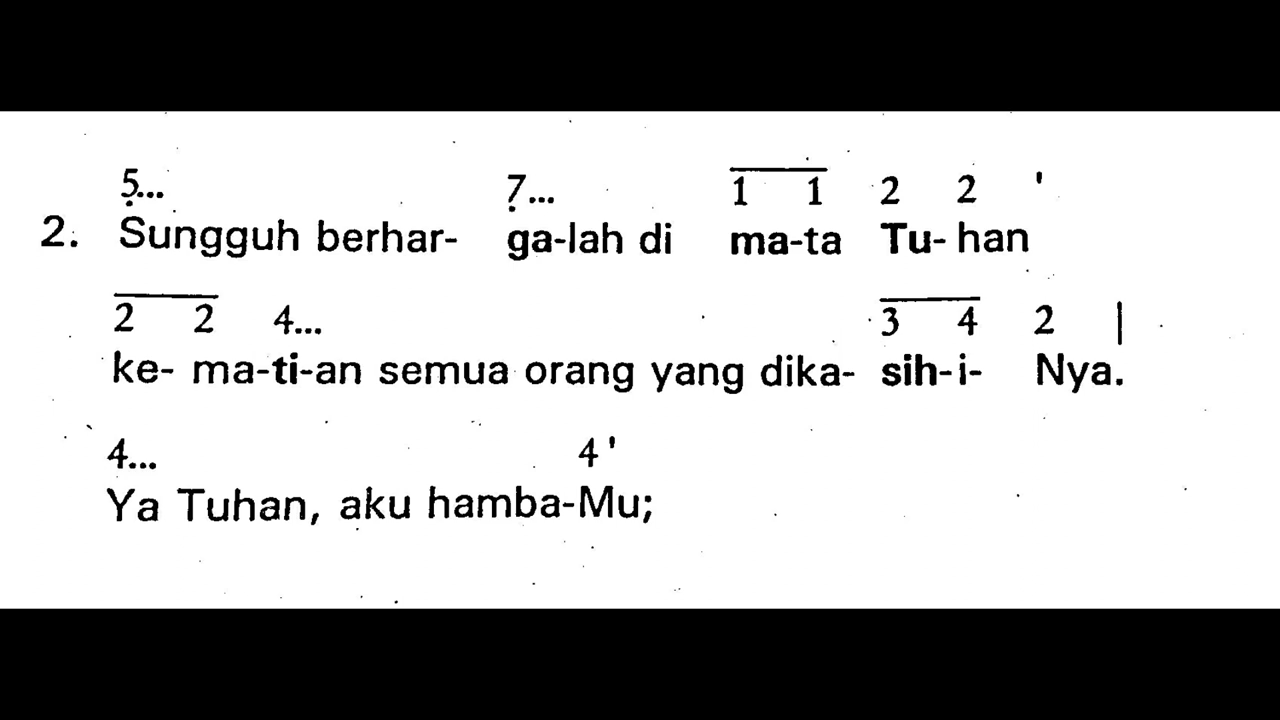 5... 7... 1 1 2 2 '
2. Sungguh berhar- ga-lah di ma-ta Tu- han
2 2 4... 3 4 2 |
ke- ma-ti-an semua orang yang dika- sih-i- Nya.
4... 4 '
Ya Tuhan, aku hamba-Mu;